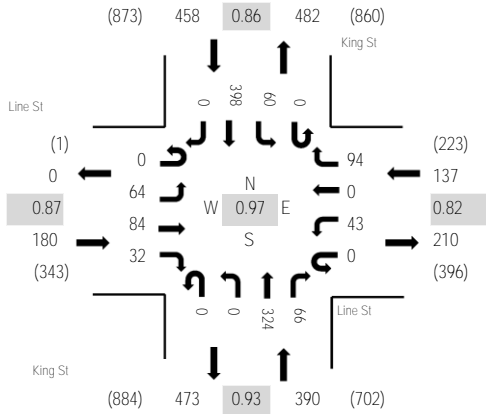 (873) 458 0.86 482 (860)
King St
Line St
0 398 60 0
(1) (223)
0 0 94 137
N
0.87 64 W 0.97 E 0 0.82
180 84 S 43 210
(343) 32 0 (396)
0 0 324 66
Line St
King St
(884) 473 0.93 390 (702)